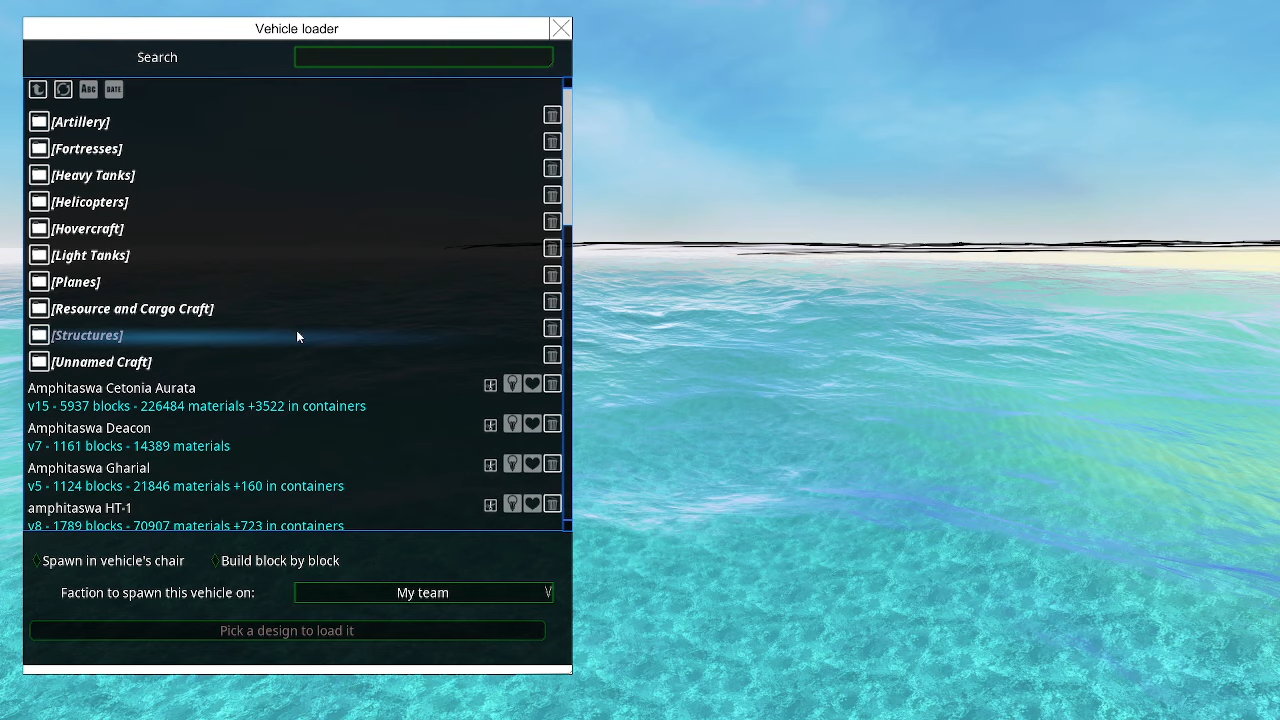 Vehicle loader
Search
ABC DATE
[Artillery]
[Fortresses]
[Heavy Tanks]
[Helicopters]
[Hovercraft]
[Light Tanks]
[Planes]
[Resource and Cargo Craft]
[Structures]
[Unnamed Craft]
Amphitaswa Cetonia Aurata
v15 - 5937 blocks - 226484 materials +3522 in containers
Amphitaswa Deacon
v7 - 1161 blocks - 14389 materials
Amphitaswa Gharial
v5 - 1124 blocks - 21846 materials +160 in containers
amphitaswa HT-1
v8 - 1789 blocks - 70907 materials +723 in containers
Spawn in vehicle's chair Build block by block
Faction to spawn this vehicle on: My team V
Pick a design to load it